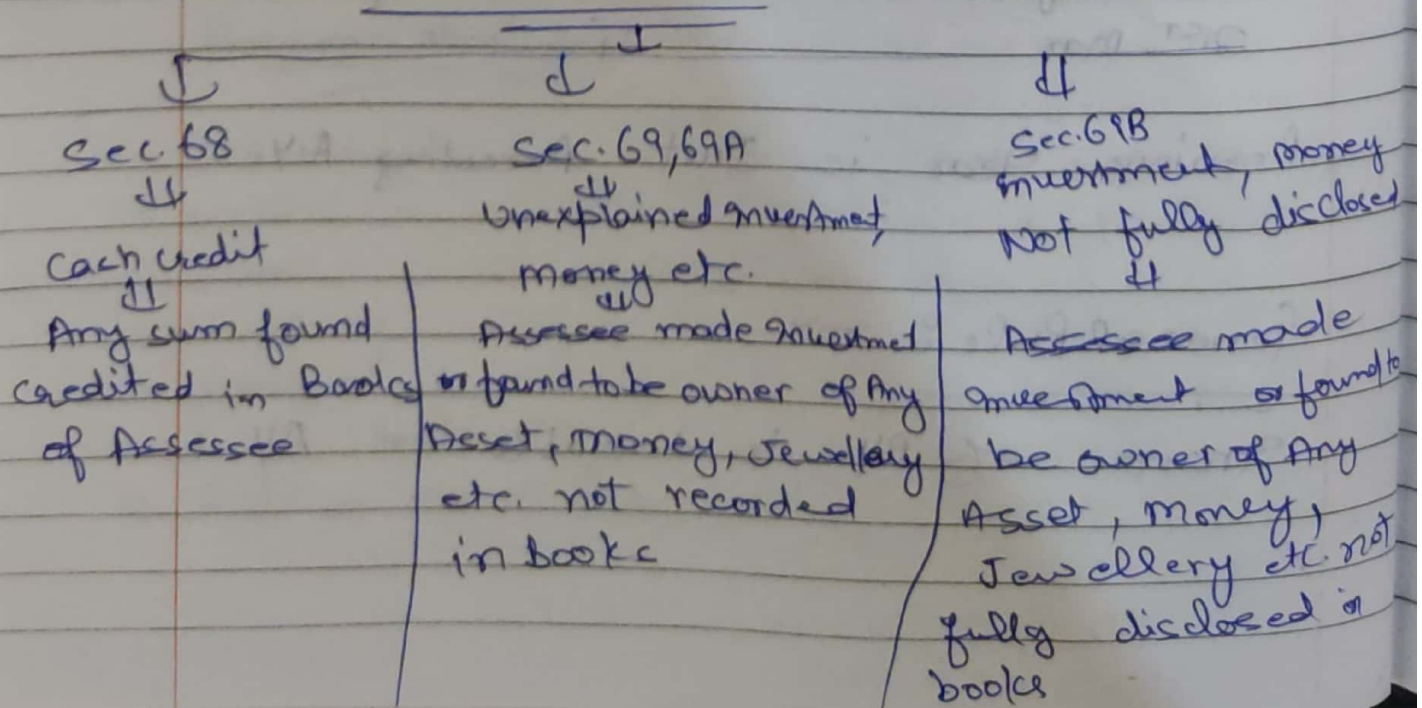 Sec. 68
Cach credit
Any sum found
credited in Books
of Assessee
Sec. 69, 69A
Unexplained Investmet,
money etc.
Assessee made Investmet
or found to be owner of Any
Asset, money, Jewellery
etc. not recorded
in books
Sec. 69B
Investment, money
Not fully disclosed
Assessee made
investment or found to
be owner of Any
Asset, money,
Jewellery etc. not
fully disclosed in
books